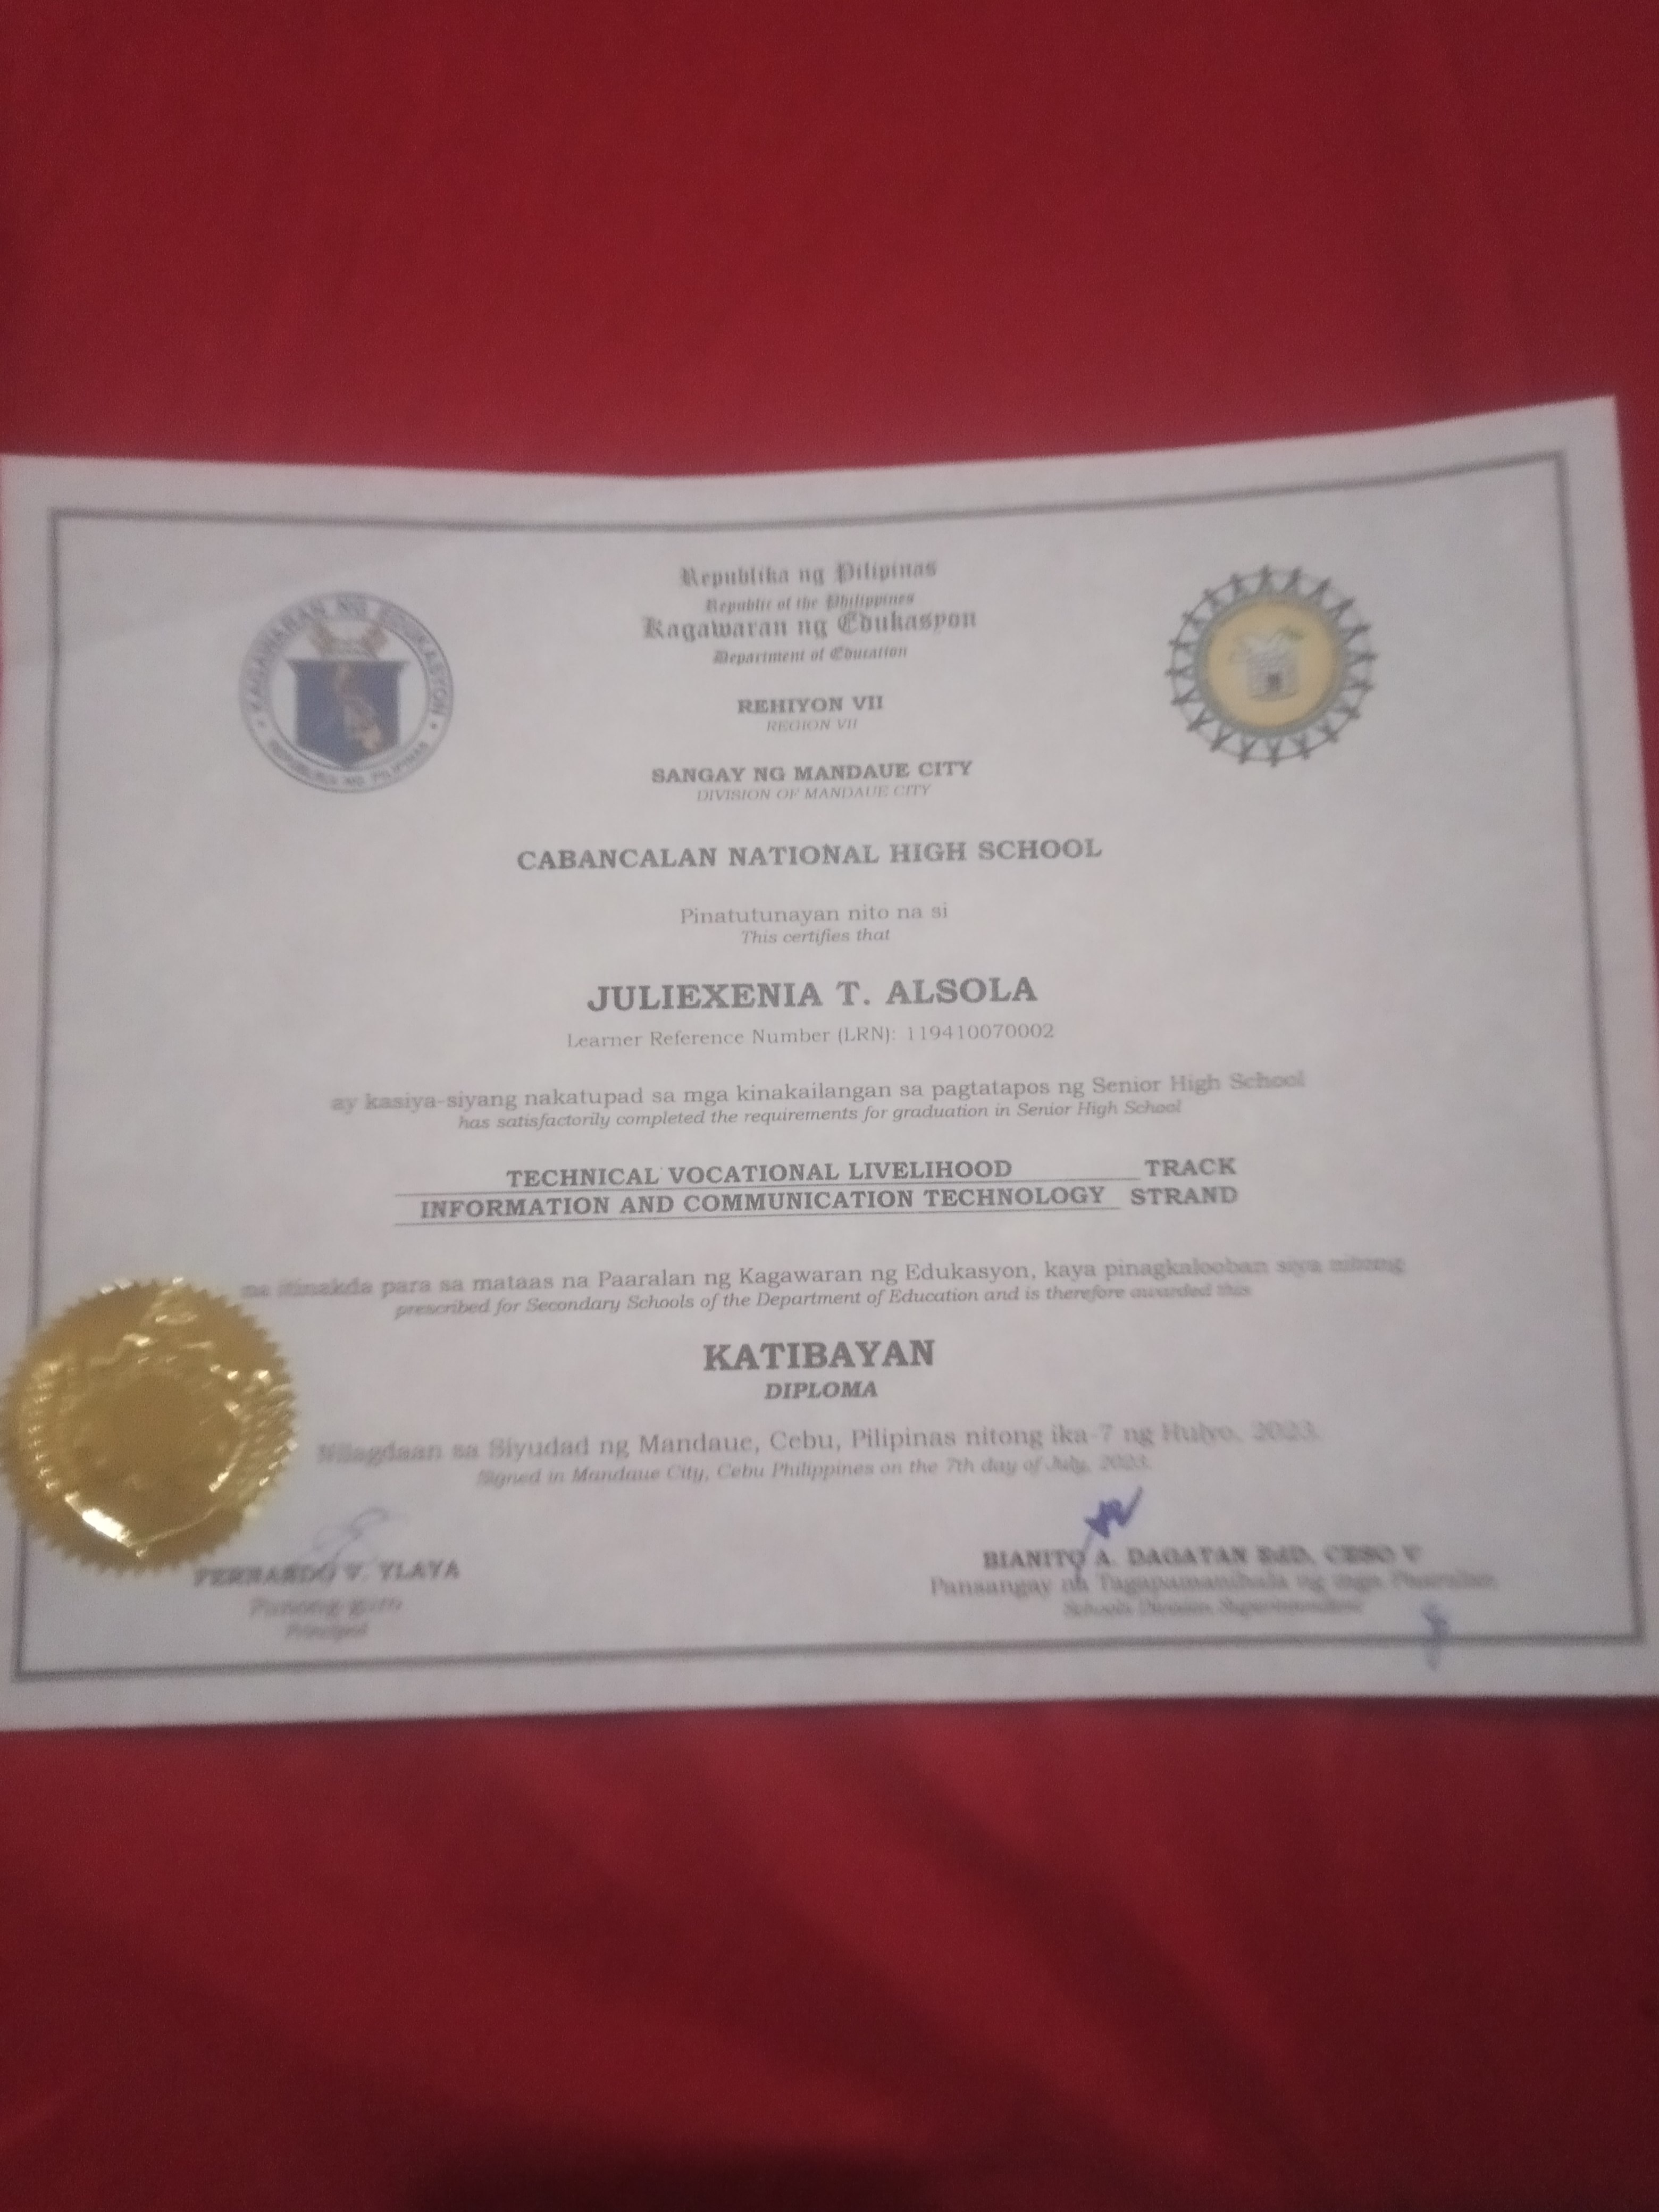 Republika ng Pilipinas
Republic of the Philippines
Kagawaran ng Edukasyon
Department of Education
KAGAWARAN NG EDUKASYON
REPUBLIKA NG PILIPINAS
REHIYON VII
REGION VII
SANGAY NG MANDAUE CITY
DIVISION OF MANDAUE CITY
CABANCALAN NATIONAL HIGH SCHOOL
Pinatutunayan nito na si
This certifies that
JULIEXENIA T. ALSOLA
Learner Reference Number (LRN): 119410070002
ay kasiya-siyang nakatupad sa mga kinakailangan sa pagtatapos ng Senior High School
has satisfactorily completed the requirements for graduation in Senior High School
TECHNICAL VOCATIONAL LIVELIHOOD TRACK
INFORMATION AND COMMUNICATION TECHNOLOGY STRAND
na itinakda para sa mataas na Paaralan ng Kagawaran ng Edukasyon, kaya pinagkalooban siya nitong
prescribed for Secondary Schools of the Department of Education and is therefore awarded this
KATIBAYAN
DIPLOMA
Nilagdaan sa Siyudad ng Mandaue, Cebu, Pilipinas nitong ika-7 ng Hulyo, 2023.
Signed in Mandaue City, Cebu Philippines on the 7th day of July, 2023.
FERNANDO V. YLAYA
Punong-guro
Principal
BIANITO A. DAGATAN EdD, CESO V
Pansangay na Tagapamanihala ng mga Paaralan
Schools Division Superintendent